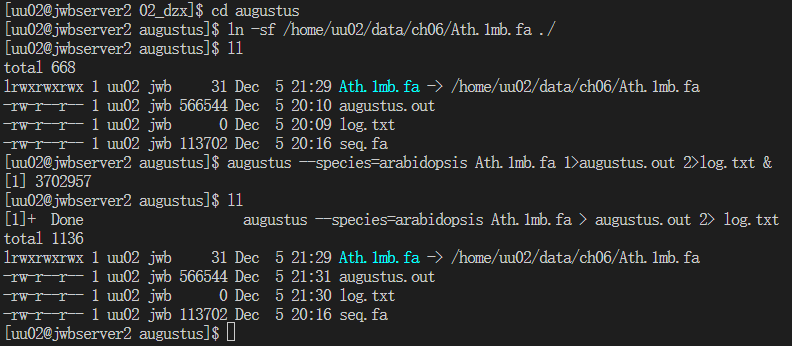 [uu02@jwbserver2 02_dzx]$ cd augustus
[uu02@jwbserver2 augustus]$ ln -sf /home/uu02/data/ch06/Ath.1mb.fa ./
[uu02@jwbserver2 augustus]$ ll
total 668
lrwxrwxrwx 1 uu02 jwb     31 Dec  5 21:29 Ath.1mb.fa -> /home/uu02/data/ch06/Ath.1mb.fa
-rw-r--r-- 1 uu02 jwb 566544 Dec  5 20:10 augustus.out
-rw-r--r-- 1 uu02 jwb      0 Dec  5 20:09 log.txt
-rw-r--r-- 1 uu02 jwb 113702 Dec  5 20:16 seq.fa
[uu02@jwbserver2 augustus]$ augustus --species=arabidopsis Ath.1mb.fa 1>augustus.out 2>log.txt &
[1] 3702957
[uu02@jwbserver2 augustus]$ ll
[1]+  Done                    augustus --species=arabidopsis Ath.1mb.fa > augustus.out 2> log.txt
total 1136
lrwxrwxrwx 1 uu02 jwb     31 Dec  5 21:29 Ath.1mb.fa -> /home/uu02/data/ch06/Ath.1mb.fa
-rw-r--r-- 1 uu02 jwb 566544 Dec  5 21:31 augustus.out
-rw-r--r-- 1 uu02 jwb      0 Dec  5 21:30 log.txt
-rw-r--r-- 1 uu02 jwb 113702 Dec  5 20:16 seq.fa
[uu02@jwbserver2 augustus]$